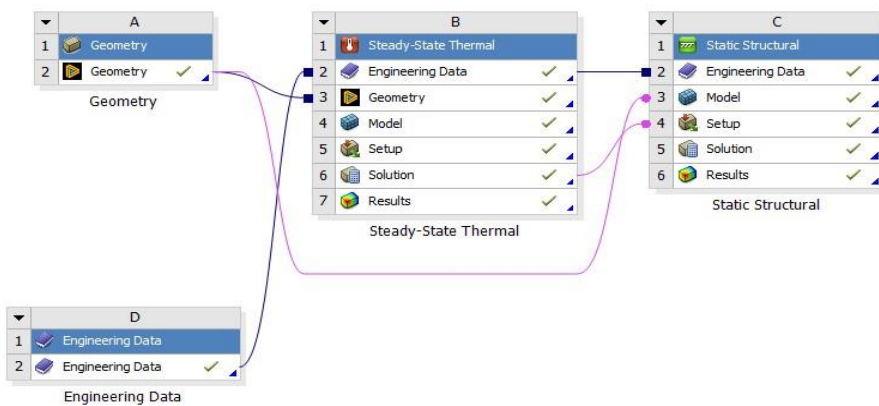 A
1 Geometry
2 Geometry
Geometry
B
1 Steady-State Thermal
2 Engineering Data
3 Geometry
4 Model
5 Setup
6 Solution
7 Results
Steady-State Thermal
C
1 Static Structural
2 Engineering Data
3 Model
4 Setup
5 Solution
6 Results
Static Structural
D
1 Engineering Data
2 Engineering Data
Engineering Data